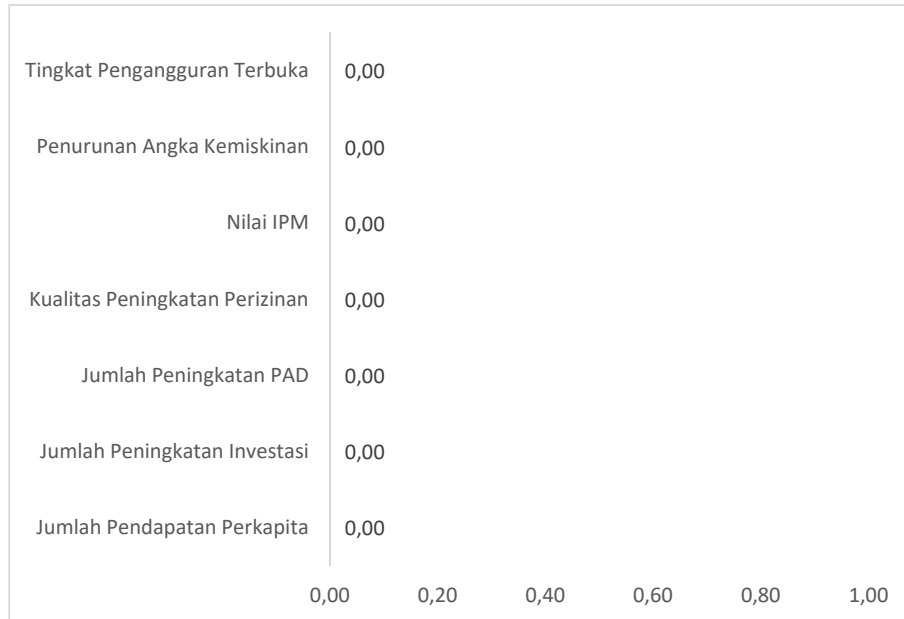 Tingkat Pengangguran Terbuka 0,00
Penurunan Angka Kemiskinan 0,00
Nilai IPM 0,00
Kualitas Peningkatan Perizinan 0,00
Jumlah Peningkatan PAD 0,00
Jumlah Peningkatan Investasi 0,00
Jumlah Pendapatan Perkapita 0,00
0,00 0,20 0,40 0,60 0,80 1,00